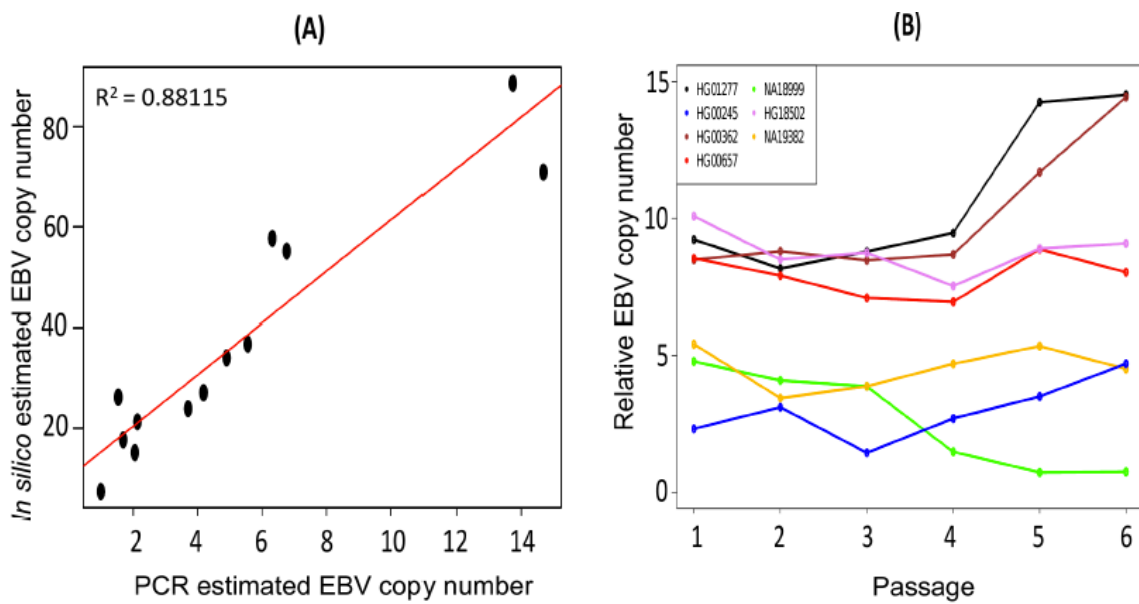 (A)
R² = 0.88115
In silico estimated EBV copy number
80
60
40
20
2 4 6 8 10 12 14
PCR estimated EBV copy number
(B)
HG01277 NA18999
HG00245 HG18502
HG00362 NA19382
HG00657
Relative EBV copy number
15
10
5
0
1 2 3 4 5 6
Passage